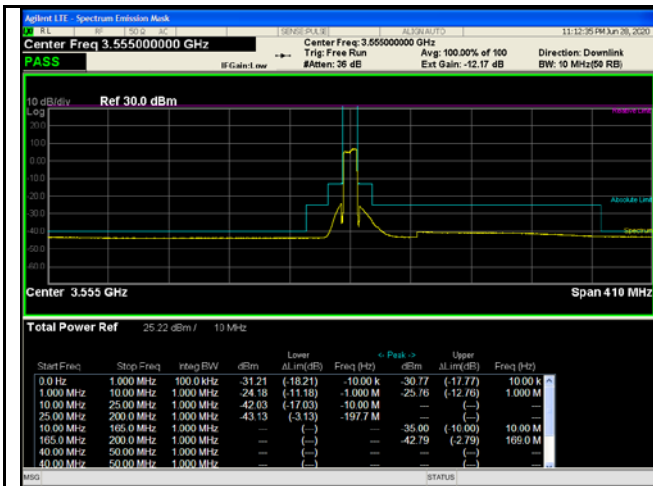 Agilent LTE - Spectrum Emission Mask
RL RF 50 Ω AC SENSE:PULSE ALIGN AUTO 11:12:35 PM Jun 28, 2020
Center Freq 3.555000000 GHz Center Freq: 3.555000000 GHz
Trig: Free Run Avg: 100.00% of 100 Direction: Downlink
PASS IFGain:Low #Atten: 36 dB Ext Gain: -12.17 dB BW: 10 MHz(50 RB)
10 dB/div Ref 30.0 dBm
Log
Relative Limit
20.0
10.0
0.00
-10.0
-20.0
Absolute Limit
-30.0
-40.0
Spectrum
-50.0
-60.0
Center 3.555 GHz Span 410 MHz
Total Power Ref 25.22 dBm / 10 MHz
Lower <- Peak -> Upper
Start Freq Stop Freq Integ BW dBm ΔLim(dB) Freq (Hz) dBm ΔLim(dB) Freq (Hz)
0.0 Hz 1.000 MHz 100.0 kHz -31.21 (-18.21) -10.00 k -30.77 (-17.77) 10.00 k
1.000 MHz 10.00 MHz 1.000 MHz -24.18 (-11.18) -1.000 M -25.76 (-12.76) 1.000 M
10.00 MHz 25.00 MHz 1.000 MHz -42.03 (-17.03) -10.00 M --- (---) ---
25.00 MHz 200.0 MHz 1.000 MHz -43.13 (-3.13) -197.7 M --- (---) ---
10.00 MHz 165.0 MHz 1.000 MHz --- (---) --- -35.00 (-10.00) 10.00 M
165.0 MHz 200.0 MHz 1.000 MHz --- (---) --- -42.79 (-2.79) 169.0 M
40.00 MHz 50.00 MHz 1.000 MHz --- (---) --- --- (---) ---
40.00 MHz 50.00 MHz 1.000 MHz --- (---) --- --- (---) ---
MSG STATUS